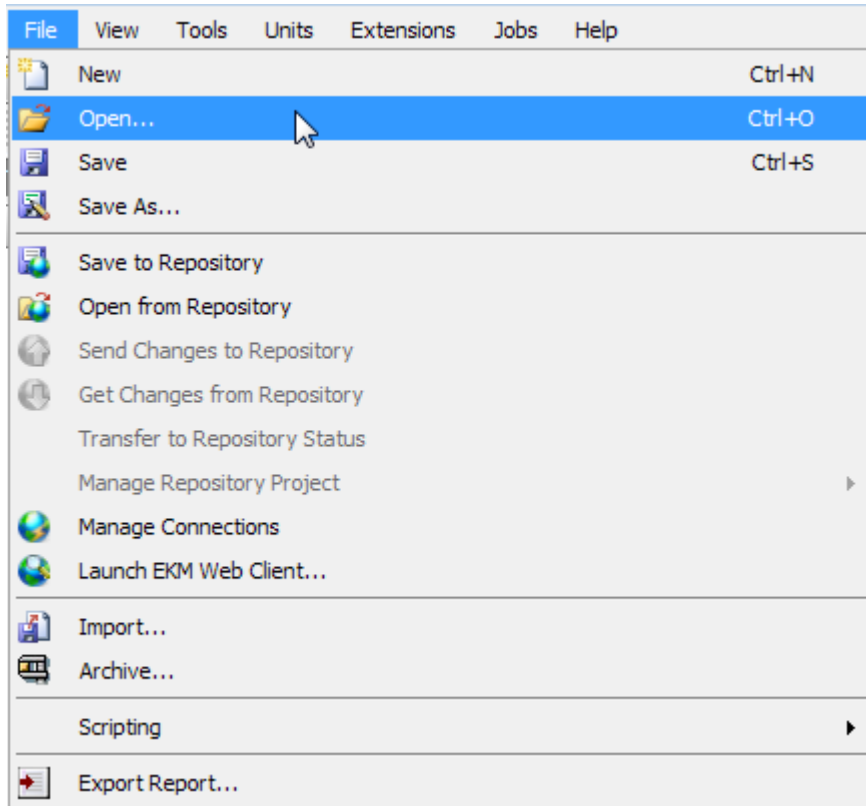 File View Tools Units Extensions Jobs Help
New Ctrl+N
Open... Ctrl+O
Save Ctrl+S
Save As...
Save to Repository
Open from Repository
Send Changes to Repository
Get Changes from Repository
Transfer to Repository Status
Manage Repository Project
Manage Connections
Launch EKM Web Client...
Import...
Archive...
Scripting
Export Report...